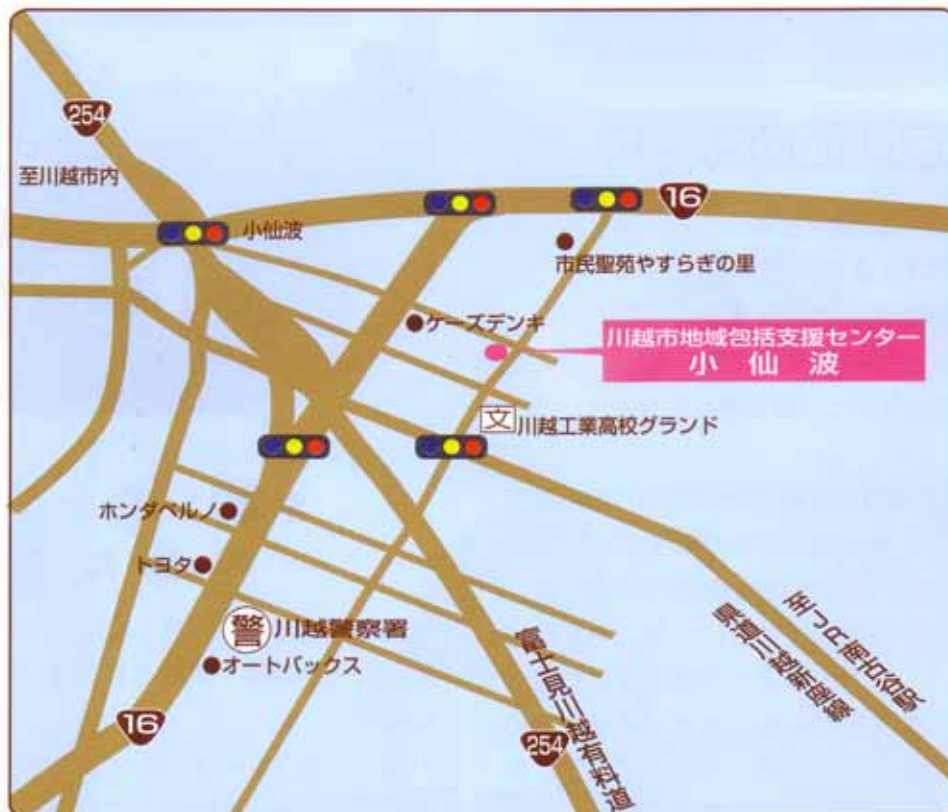 254
至川越市内
16
小仙波
市民聖苑やすらぎの里
ケーズデンキ
川越市地域包括支援センター
小仙波
文 川越工業高校グランド
ホンダベルノ
トヨタ
警 川越警察署
オートバックス
至JR南古谷駅
県道川越新座線
富士見川越有料道
16
254